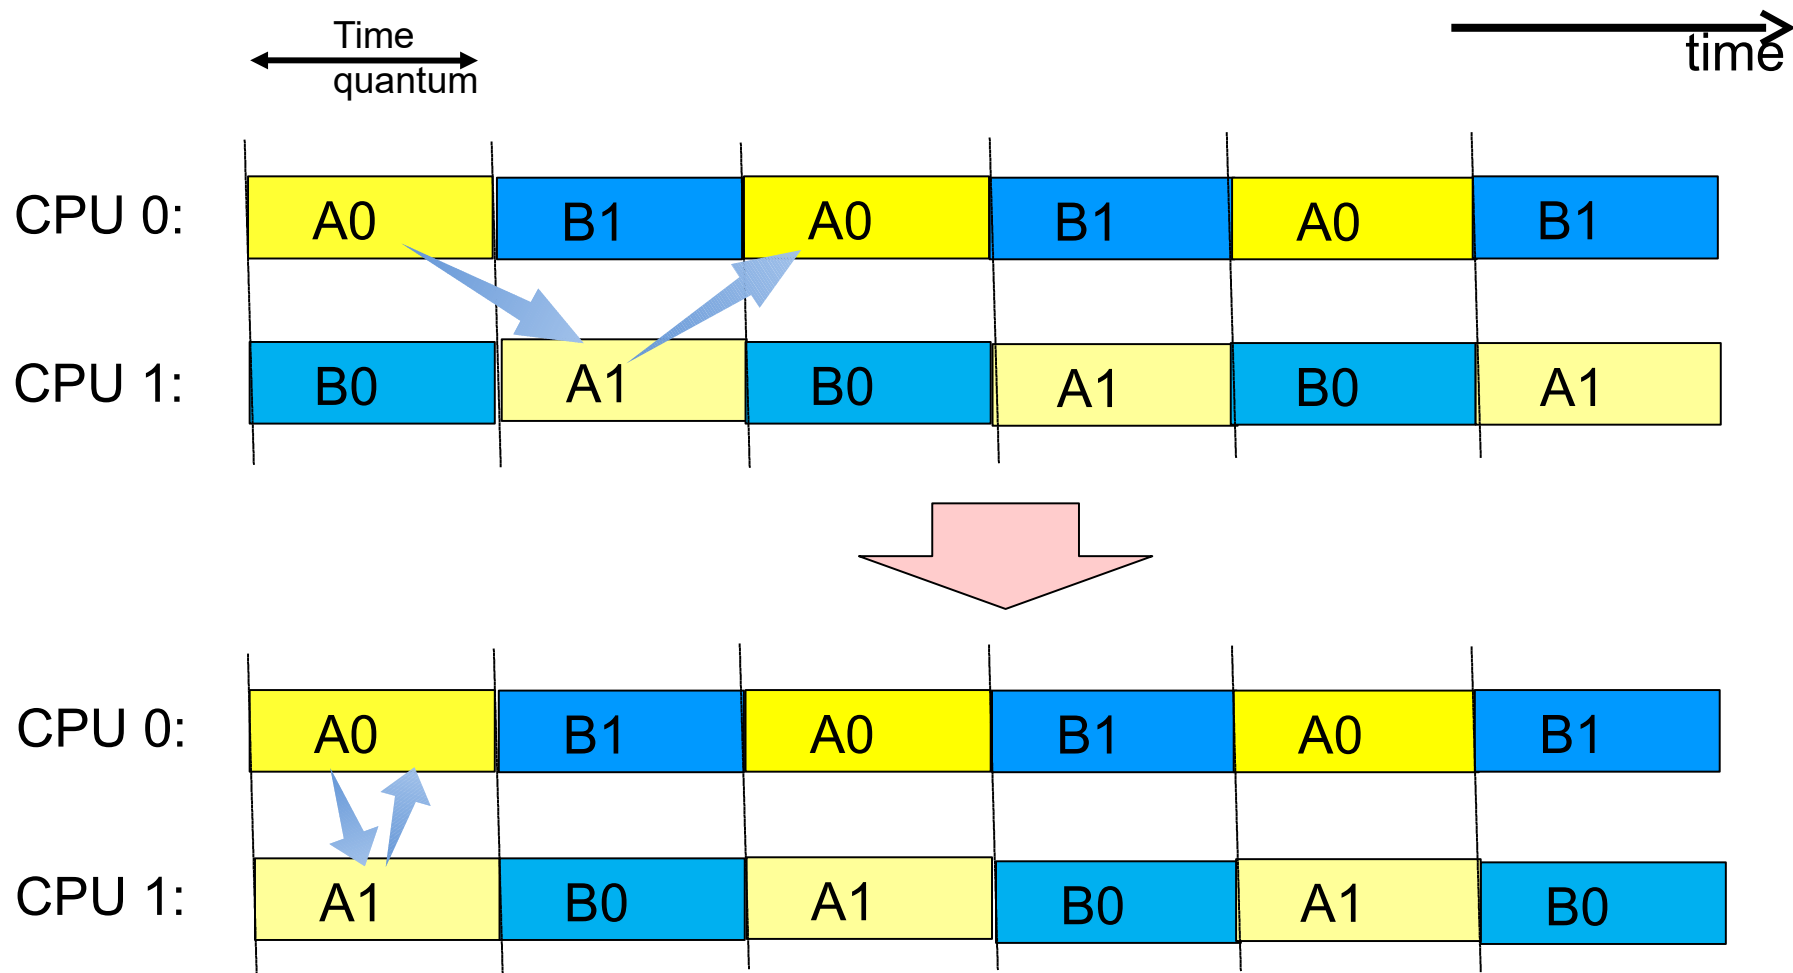 Time
quantum
time
CPU 0: A0 B1 A0 B1 A0 B1
CPU 1: B0 A1 B0 A1 B0 A1
CPU 0: A0 B1 A0 B1 A0 B1
CPU 1: A1 B0 A1 B0 A1 B0